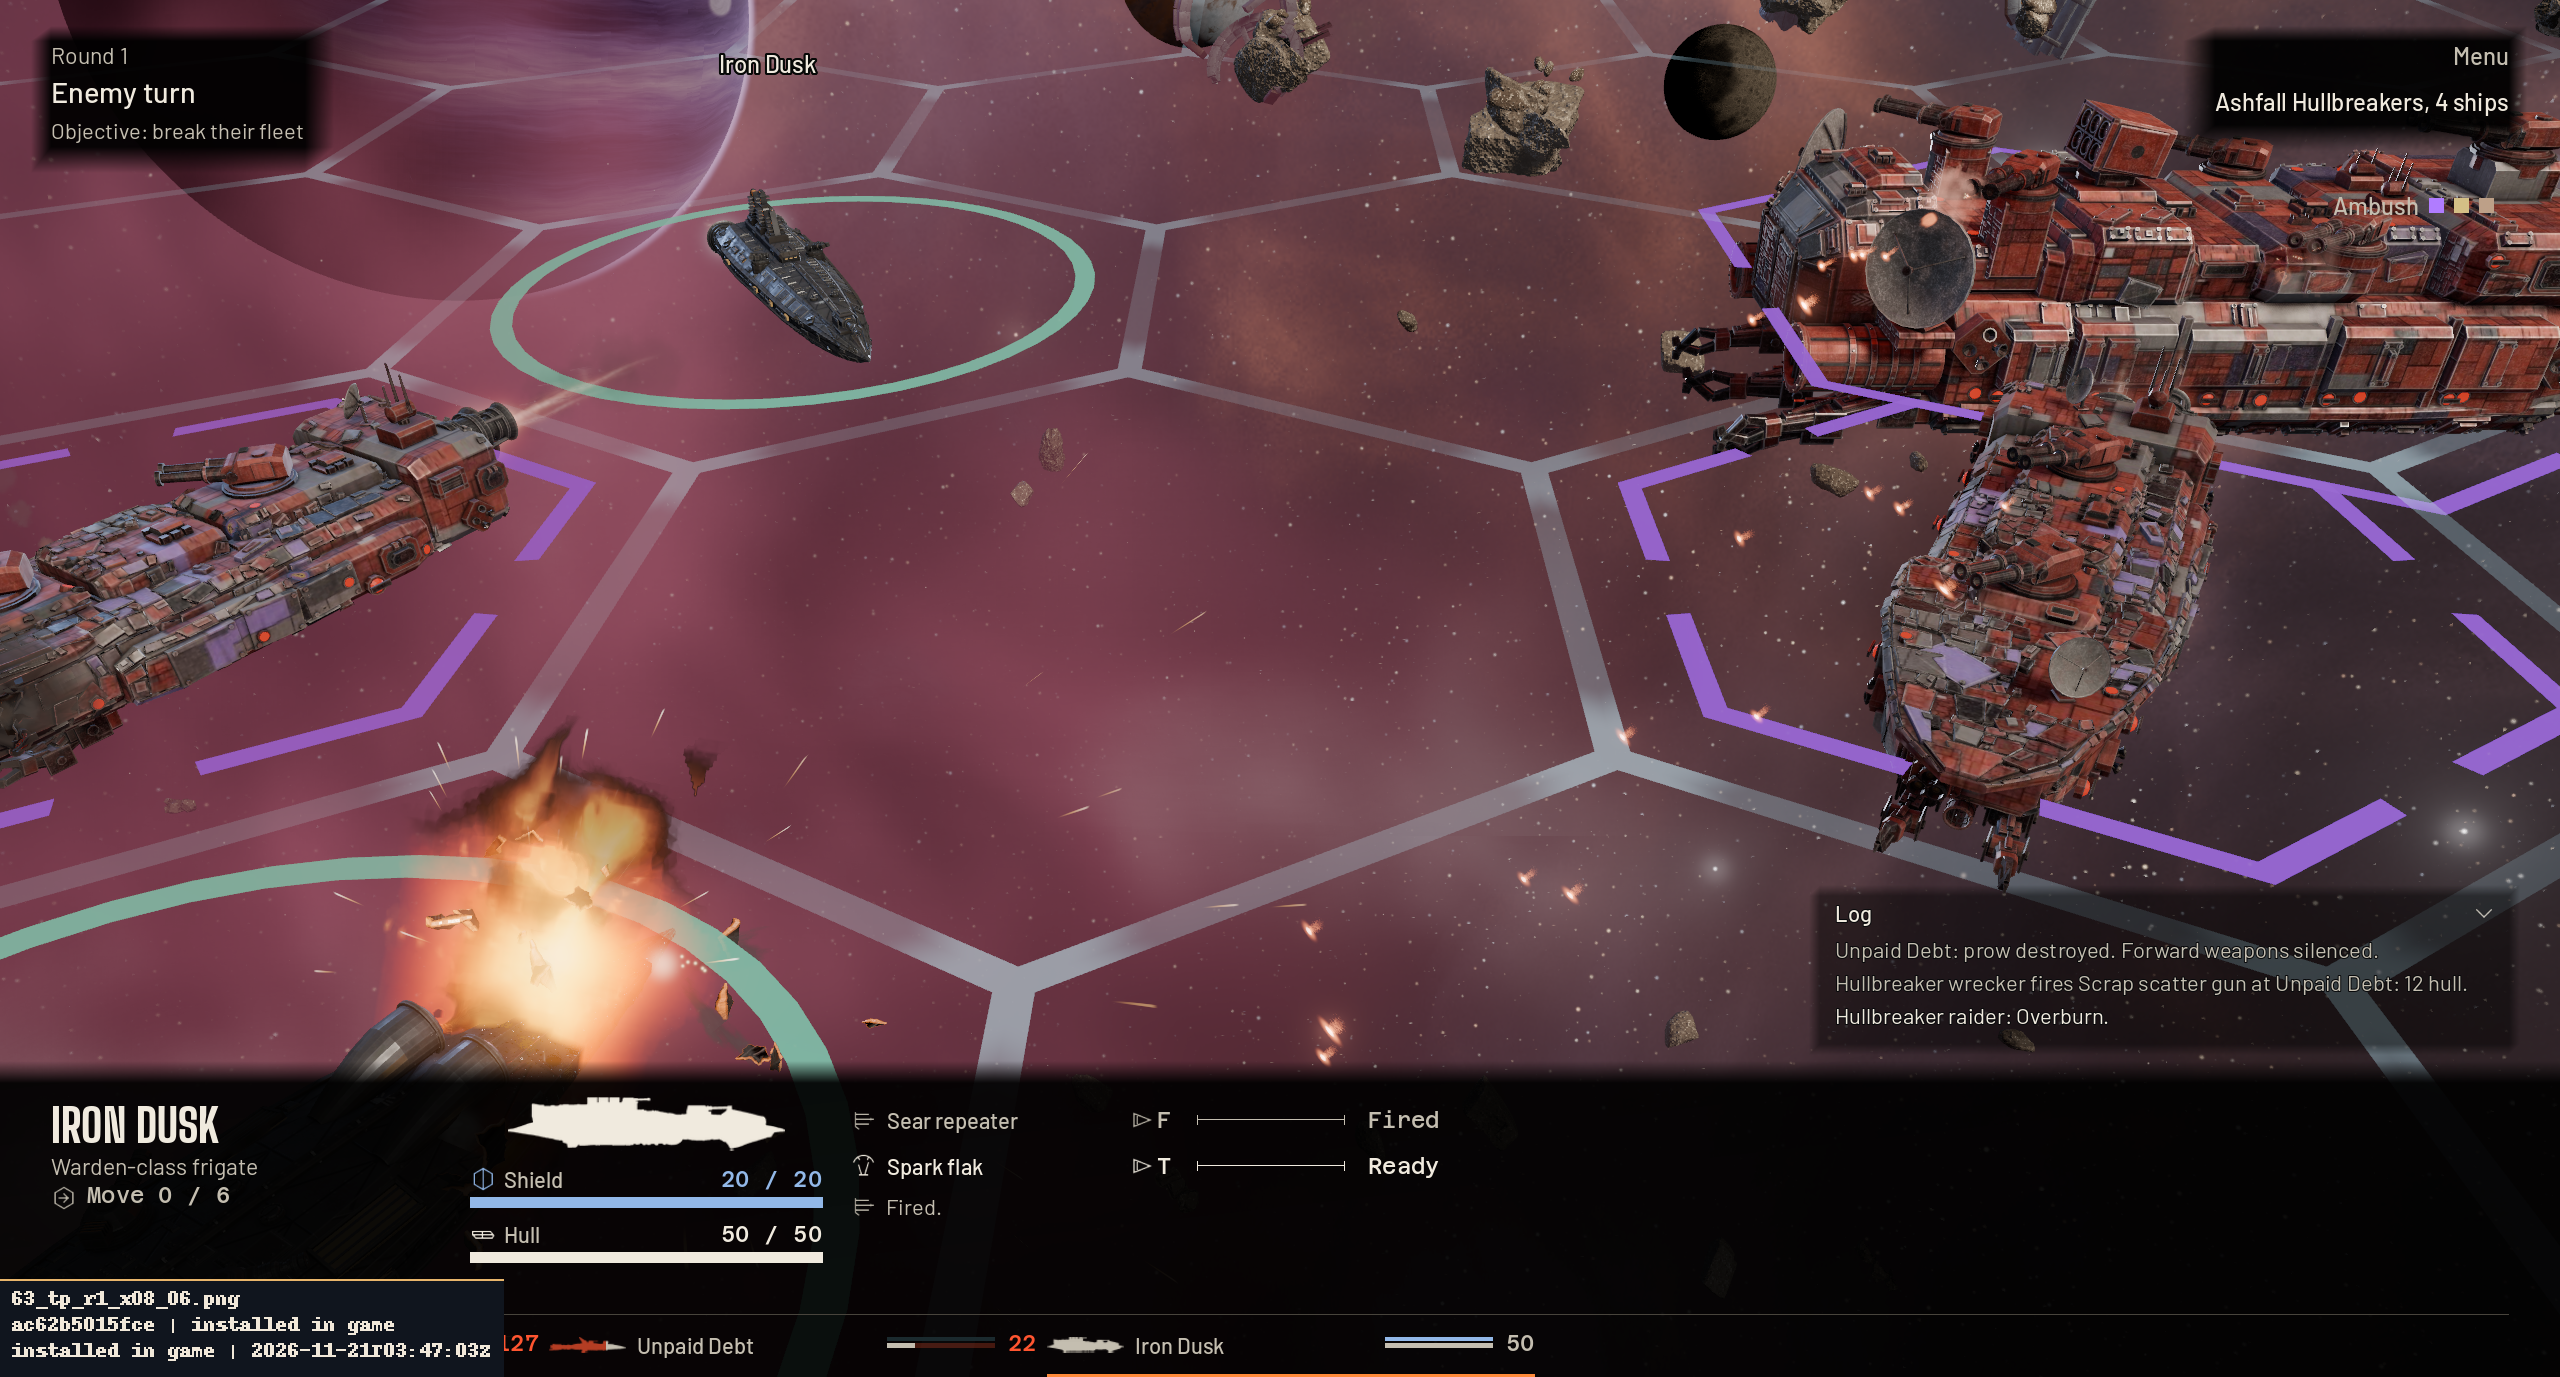 Round 1
Enemy turn
Objective: break their fleet
Iron Dusk
Menu
Ashfall Hullbreakers, 4 ships
Ambush
Log
Unpaid Debt: prow destroyed. Forward weapons silenced.
Hullbreaker wrecker fires Scrap scatter gun at Unpaid Debt: 12 hull.
Hullbreaker raider: Overburn.
IRON DUSK
Warden-class frigate
Move 0 / 6
Shield 20 / 20
Hull 50 / 50
Sear repeater F Fired
Spark flak T Ready
Fired.
63_tp_r1_x08_06.png
ac62b5015fce | installed in game
installed in game | 2026-11-21T03:47:03Z
127 Unpaid Debt 22 Iron Dusk 50